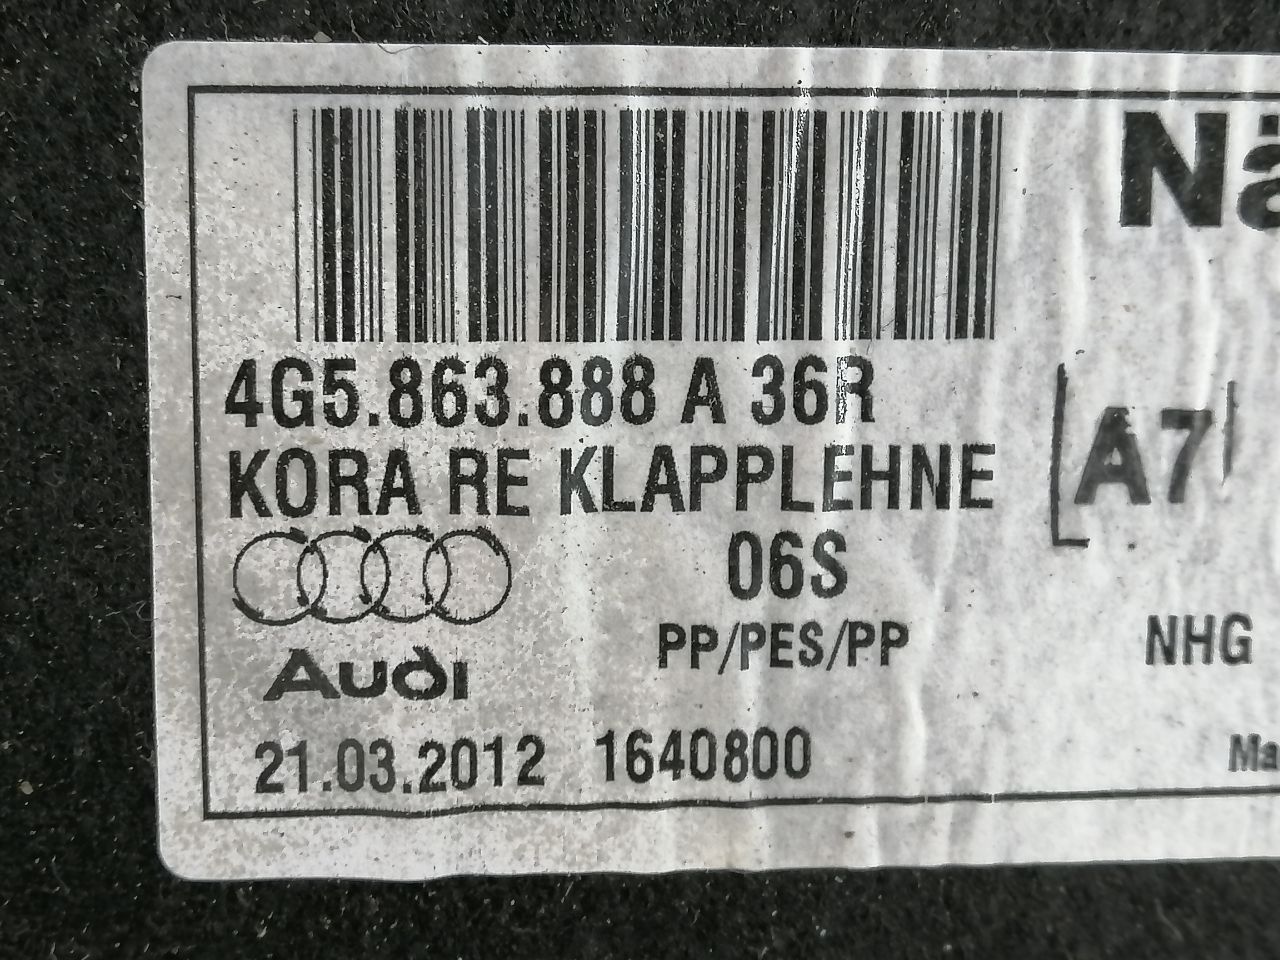 Nä
4G5.863.888 A 36R
KORA RE KLAPPLEHNE
[A7]
06S
PP/PES/PP
NHG
Audi
21.03.2012 1640800
Ma